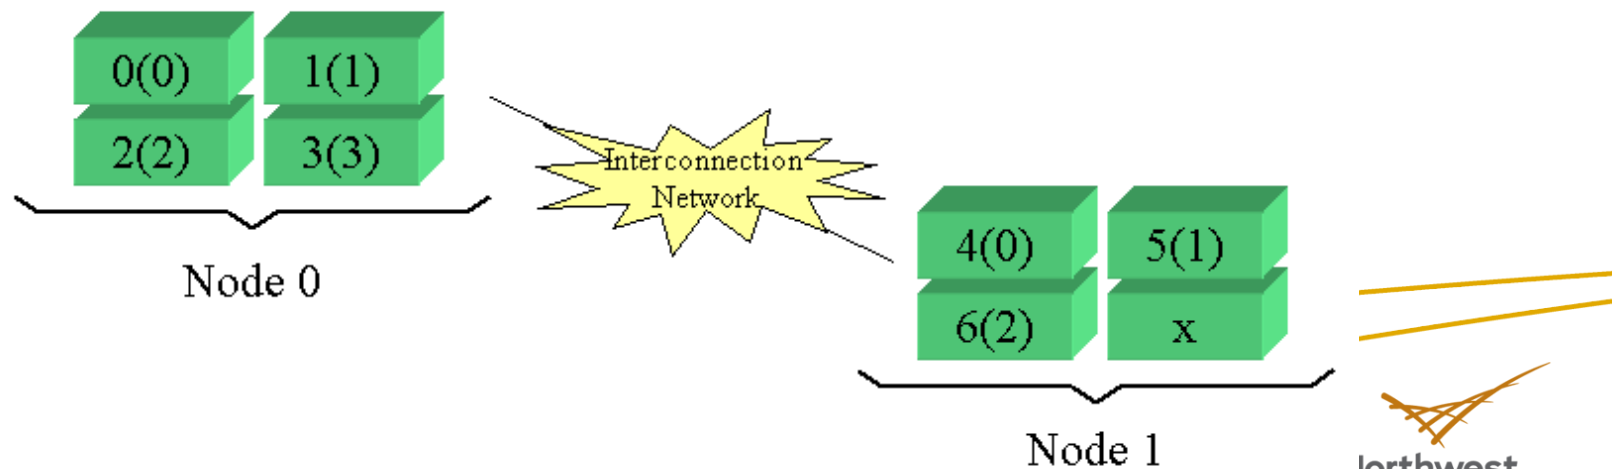 0(0) 1(1)
2(2) 3(3)
Node 0
Interconnection
Network
4(0) 5(1)
6(2) x
Node 1